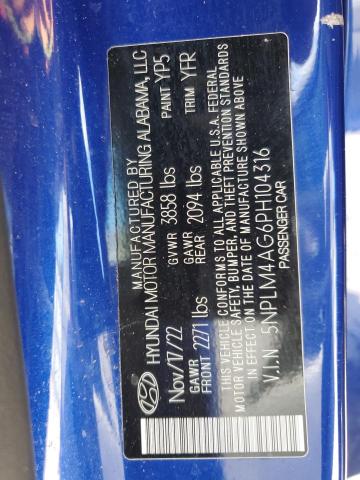 MANUFACTURED BY
HYUNDAI MOTOR MANUFACTURING ALABAMA, LLC
Nov/17/22 GVWR 3858 lbs PAINT YP5
GAWR FRONT 2271 lbs GAWR REAR 2094 lbs TRIM YFR
THIS VEHICLE CONFORMS TO ALL APPLICABLE U.S.A. FEDERAL
MOTOR VEHICLE SAFETY, BUMPER, AND THEFT PREVENTION STANDARDS
IN EFFECT ON THE DATE OF MANUFACTURE SHOWN ABOVE.
V.I.N. 5NPLM4AG6PH104316
PASSENGER CAR